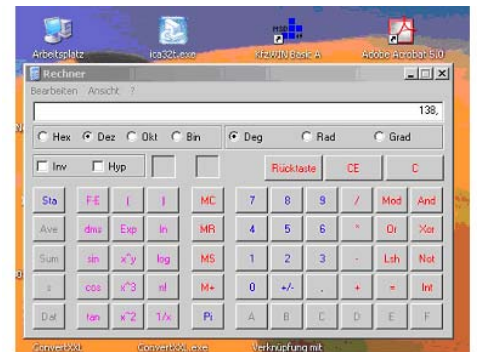 Arbeitsplatz ica32t.exe KfzWIN Basic A Adobe Acrobat 5.0
Rechner
Bearbeiten Ansicht ?
138,
Hex Dez Okt Bin Deg Rad Grad
Inv Hyp Rücktaste CE C
Sta F-E ( ) MC 7 8 9 / Mod And
Ave dms Exp ln MR 4 5 6 * Or Xor
Sum sin x^y log MS 1 2 3 - Lsh Not
s cos x^3 n! M+ 0 +/- , + = Int
Dat tan x^2 1/x Pi A B C D E F
ConvertXXL ConvertXXL.exe Verknüpfung mit